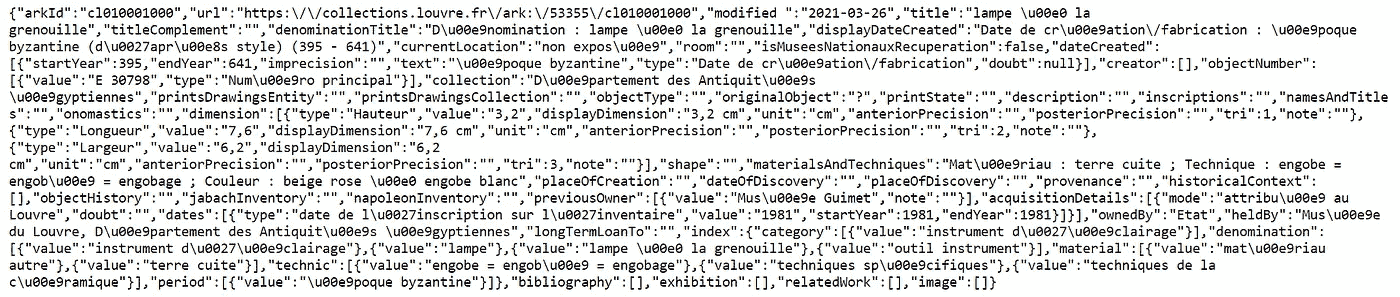 {"arkId":"cl010001000","url":"https:\/\/collections.louvre.fr\/ark:\/53355\/cl010001000","modified ":"2021-03-26","title":"lampe \u00e0 la
grenouille","titleComplement":"","denominationTitle":"D\u00e9nomination : lampe \u00e0 la grenouille","displayDateCreated":"Date de cr\u00e9ation\/fabrication : \u00e9poque
byzantine (d\u0027apr\u00e8s style) (395 - 641)","currentLocation":"non expos\u00e9","room":"","isMuseesNationauxRecuperation":false,"dateCreated":
[{"startYear":395,"endYear":641,"imprecision":"","text":"\u00e9poque byzantine","type":"Date de cr\u00e9ation\/fabrication","doubt":null}],"creator":[],"objectNumber":
[{"value":"E 30798","type":"Num\u00e9ro principal"}],"collection":"D\u00e9partement des Antiquit\u00e9s
\u00e9gyptiennes","printsDrawingsEntity":"","printsDrawingsCollection":"","objectType":"","originalObject":"?","printState":"","description":"","inscriptions":"","namesAndTitle
s":"","onomastics":"","dimension":[{"type":"Hauteur","value":"3,2","displayDimension":"3,2 cm","unit":"cm","anteriorPrecision":"","posteriorPrecision":"","tri":1,"note":""},
{"type":"Longueur","value":"7,6","displayDimension":"7,6 cm","unit":"cm","anteriorPrecision":"","posteriorPrecision":"","tri":2,"note":""},
{"type":"Largeur","value":"6,2","displayDimension":"6,2
cm","unit":"cm","anteriorPrecision":"","posteriorPrecision":"","tri":3,"note":""}],"shape":"","materialsAndTechniques":"Mat\u00e9riau : terre cuite ; Technique : engobe =
engob\u00e9 = engobage ; Couleur : beige rose \u00e0 engobe blanc","placeOfCreation":"","dateOfDiscovery":"","placeOfDiscovery":"","provenance":"","historicalContext":
[],"objectHistory":"","jabachInventory":"","napoleonInventory":"","previousOwner":[{"value":"Mus\u00e9e Guimet","note":""}],"acquisitionDetails":[{"mode":"attribu\u00e9 au
Louvre","doubt":"","dates":[{"type":"date de l\u0027inscription sur l\u0027inventaire","value":"1981","startYear":1981,"endYear":1981}]}],"ownedBy":"Etat","heldBy":"Mus\u00e9e
du Louvre, D\u00e9partement des Antiquit\u00e9s \u00e9gyptiennes","longTermLoanTo":"","index":{"category":[{"value":"instrument d\u0027\u00e9clairage"}],"denomination":
[{"value":"instrument d\u0027\u00e9clairage"},{"value":"lampe"},{"value":"lampe \u00e0 la grenouille"},{"value":"outil instrument"}],"material":[{"value":"mat\u00e9riau
autre"},{"value":"terre cuite"}],"technic":[{"value":"engobe = engob\u00e9 = engobage"},{"value":"techniques sp\u00e9cifiques"},{"value":"techniques de la
c\u00e9ramique"}],"period":[{"value":"\u00e9poque byzantine"}]},"bibliography":[],"exhibition":[],"relatedWork":[],"image":[]}